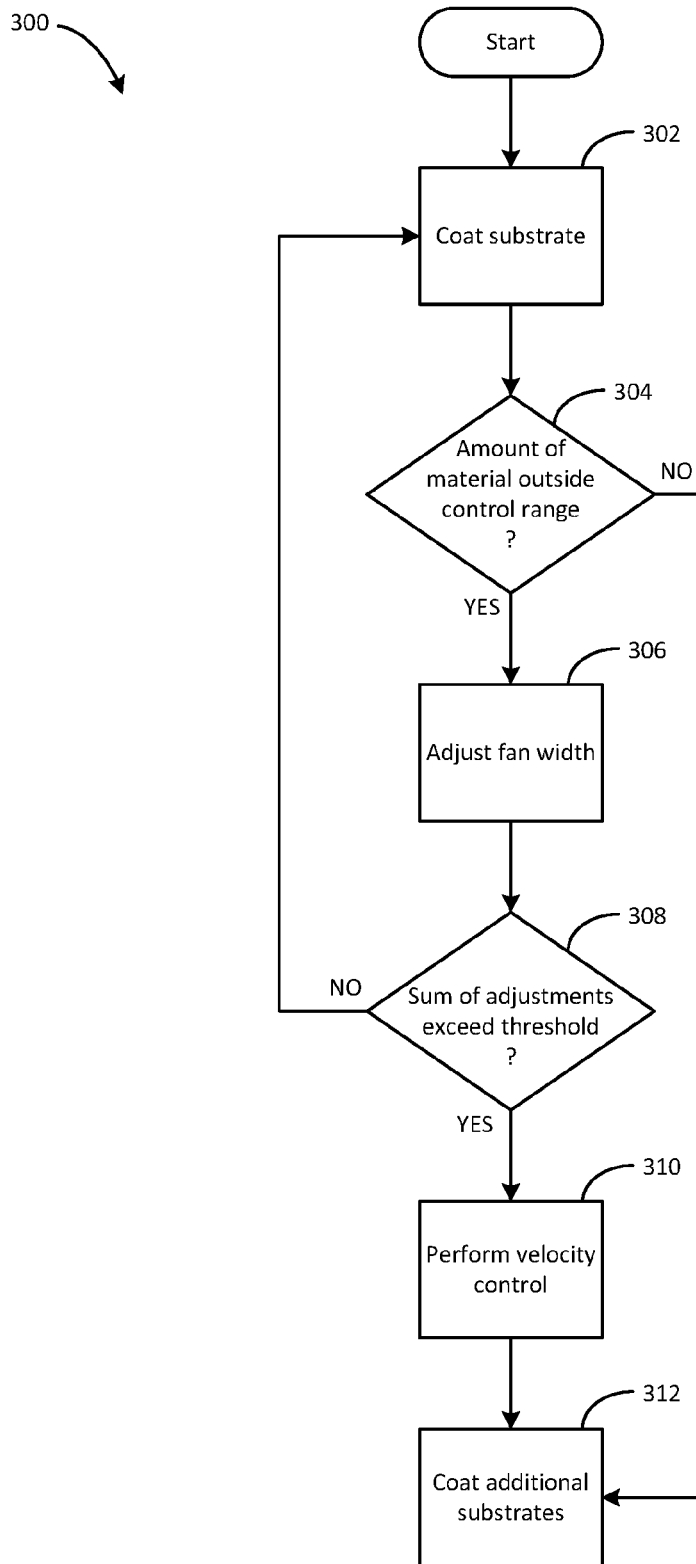 300
Start
302
Coat substrate
304
Amount of
material outside
control range
?
NO
YES
306
Adjust fan width
308
NO
Sum of adjustments
exceed threshold
?
YES
310
Perform velocity
control
312
Coat additional
substrates